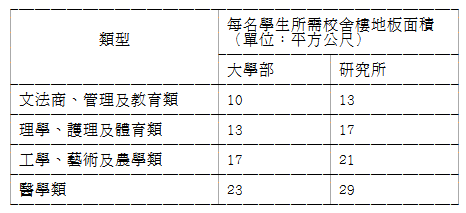 類型
每名學生所需校舍樓地板面積
（單位：平方公尺）
大學部 研究所
文法商、管理及教育類 10 13
理學、護理及體育類 13 17
工學、藝術及農學類 17 21
醫學類 23 29